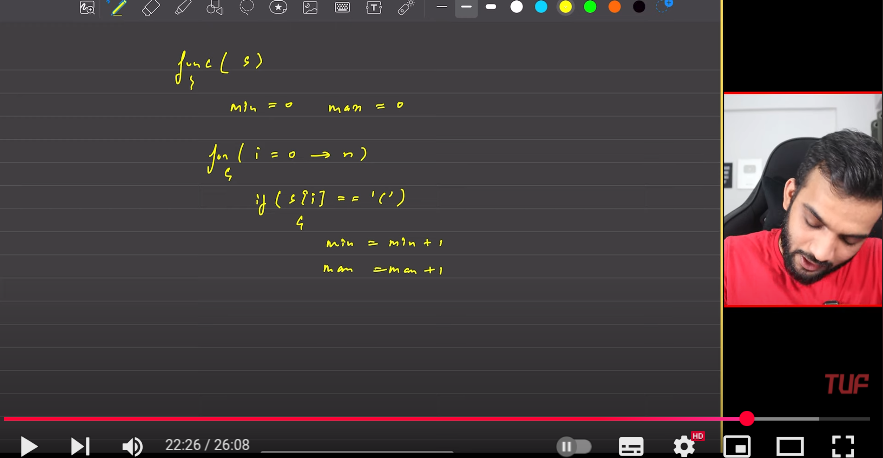 func( s)
{
min = 0 max = 0
for( i = 0 → n)
{
if( s[i] == '(')
{
min = min + 1
max = max + 1
TUF
22:26 / 26:08
HD